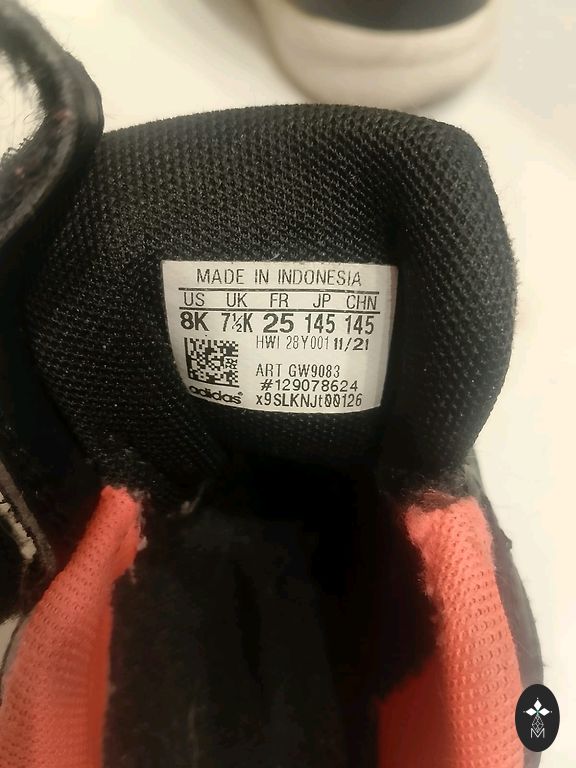 MADE IN INDONESIA
US UK FR JP CHN
8K 7½K 25 145 145
HWI 28Y001 11/21
ART GW9083
#129078624
adidas x9SLKNJt00126
M